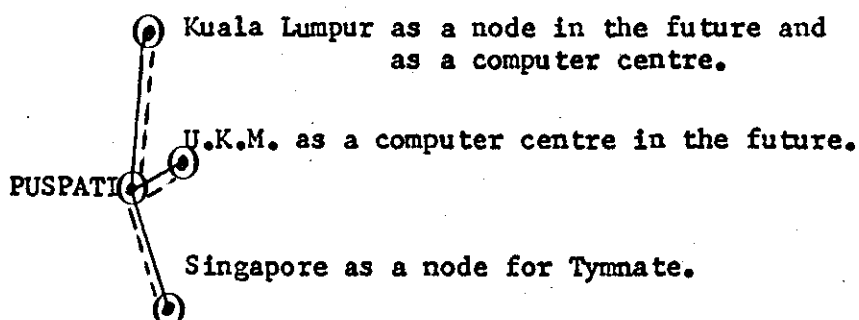 Kuala Lumpur as a node in the future and
as a computer centre.
U.K.M. as a computer centre in the future.
PUSPATI
Singapore as a node for Tymnate.